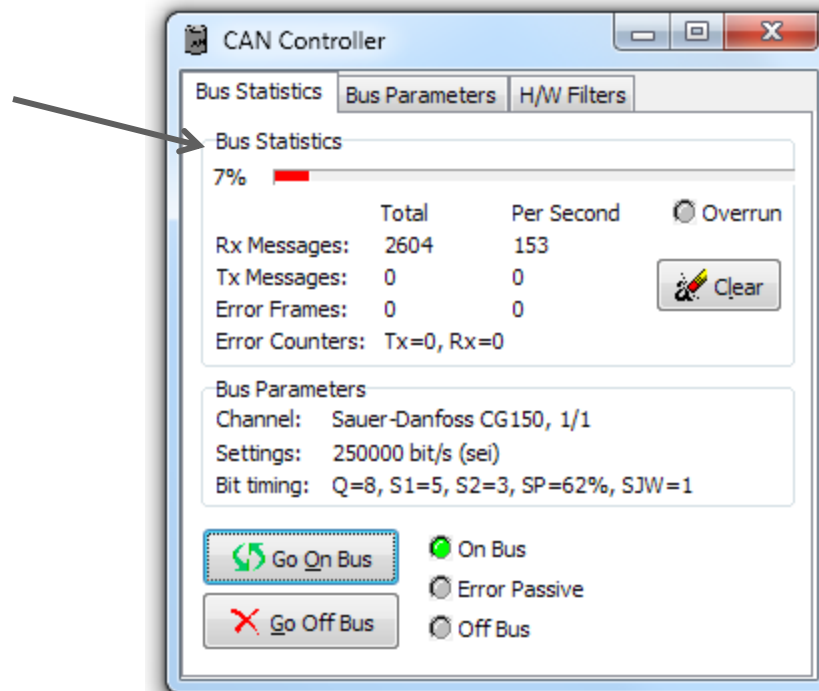 CAN Controller
Bus Statistics Bus Parameters H/W Filters
Bus Statistics
7%
Total Per Second Overrun
Rx Messages: 2604 153
Tx Messages: 0 0
Clear
Error Frames: 0 0
Error Counters: Tx=0, Rx=0
Bus Parameters
Channel: Sauer-Danfoss CG150, 1/1
Settings: 250000 bit/s (sei)
Bit timing: Q=8, S1=5, S2=3, SP=62%, SJW=1
Go On Bus On Bus
Error Passive
Go Off Bus Off Bus